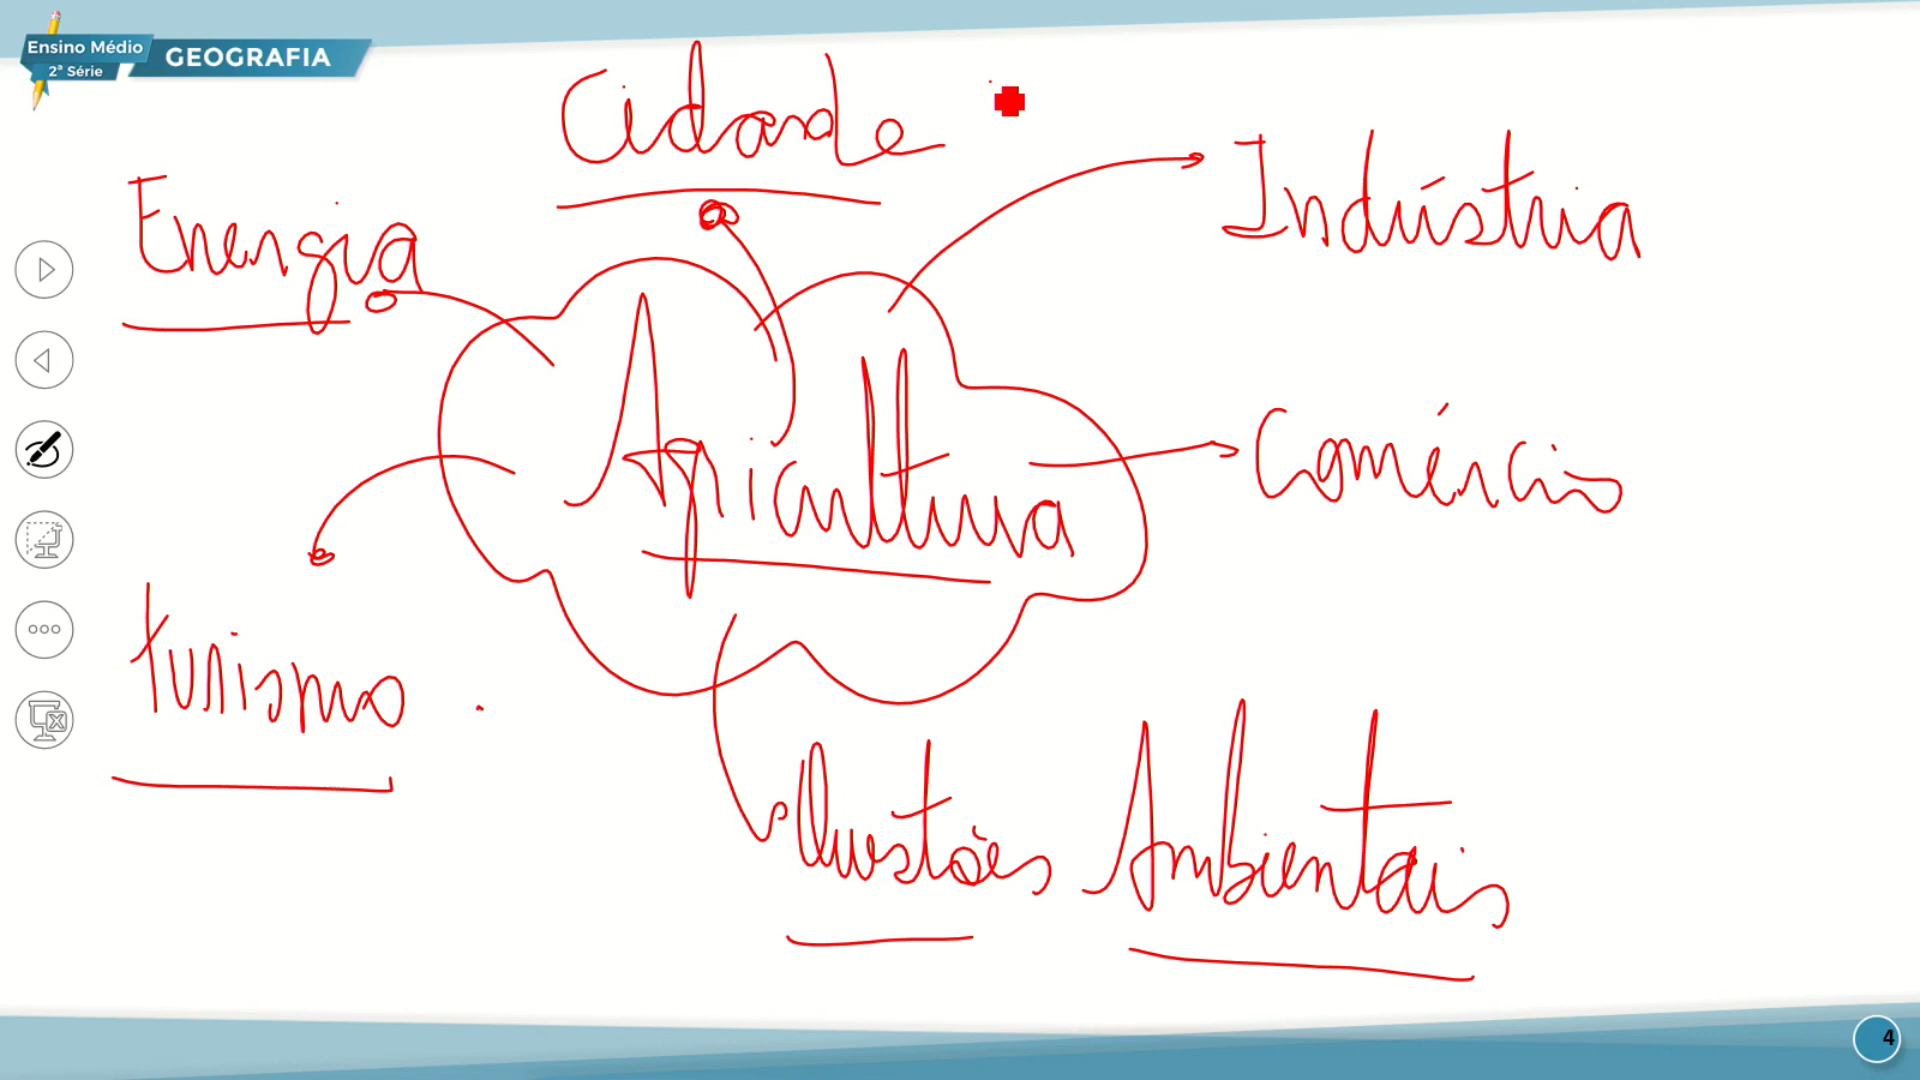 Ensino Médio
2ª Série
GEOGRAFIA
Cidade
Indústria
Energia
Agricultura
Comércio
turismo
Questões Ambientais
4